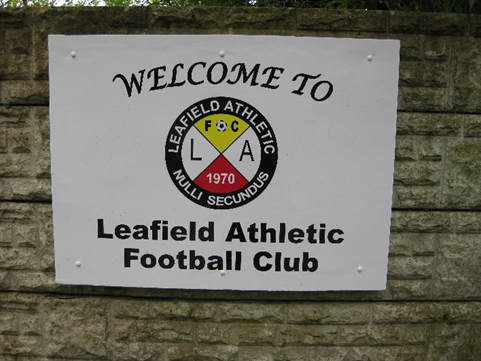 WELCOME TO
LEAFIELD ATHLETIC
F C
L A
1970
NULLI SECUNDUS
Leafield Athletic
Football Club